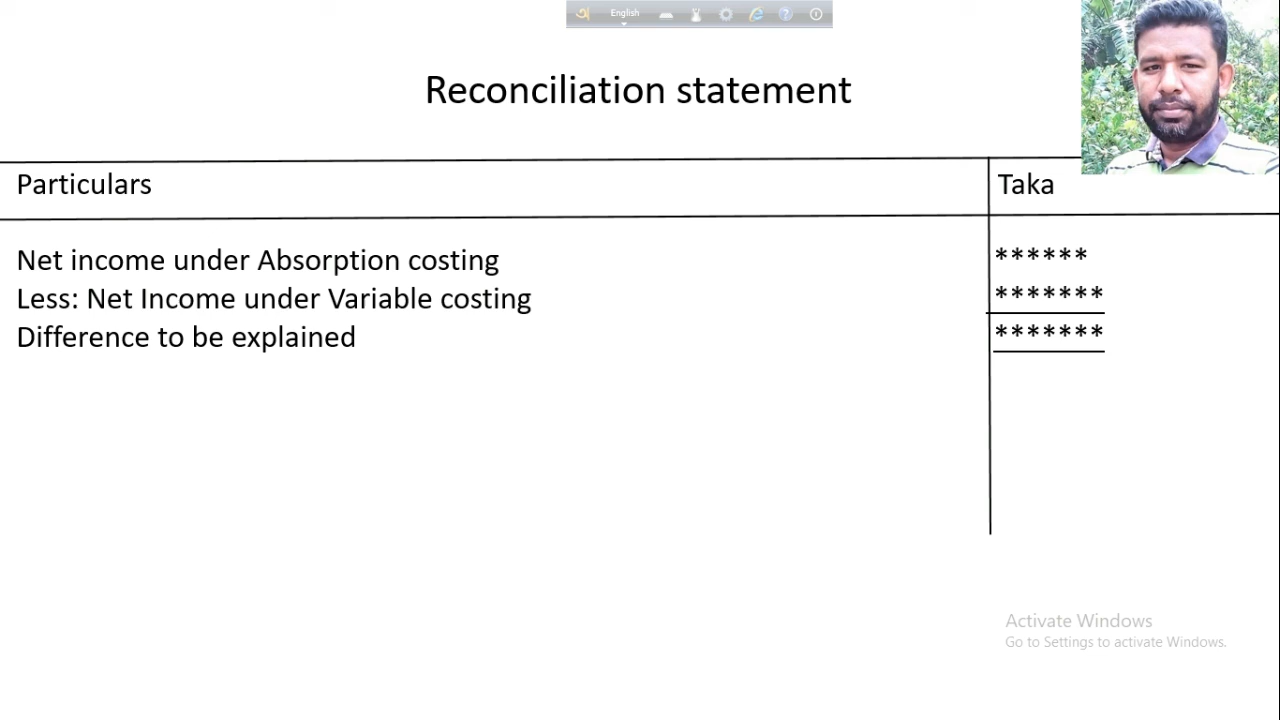 English
Reconciliation statement
Particulars
Taka
Net income under Absorption costing ******
Less: Net Income under Variable costing *******
Difference to be explained *******
Activate Windows
Go to Settings to activate Windows.